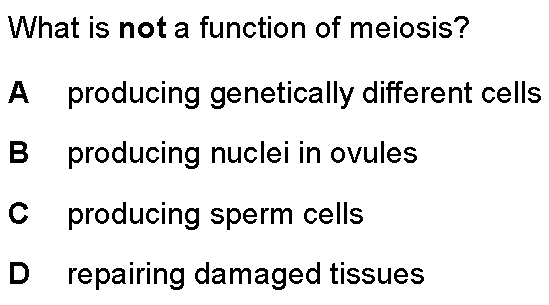 What is not a function of meiosis?
A producing genetically different cells
B producing nuclei in ovules
C producing sperm cells
D repairing damaged tissues